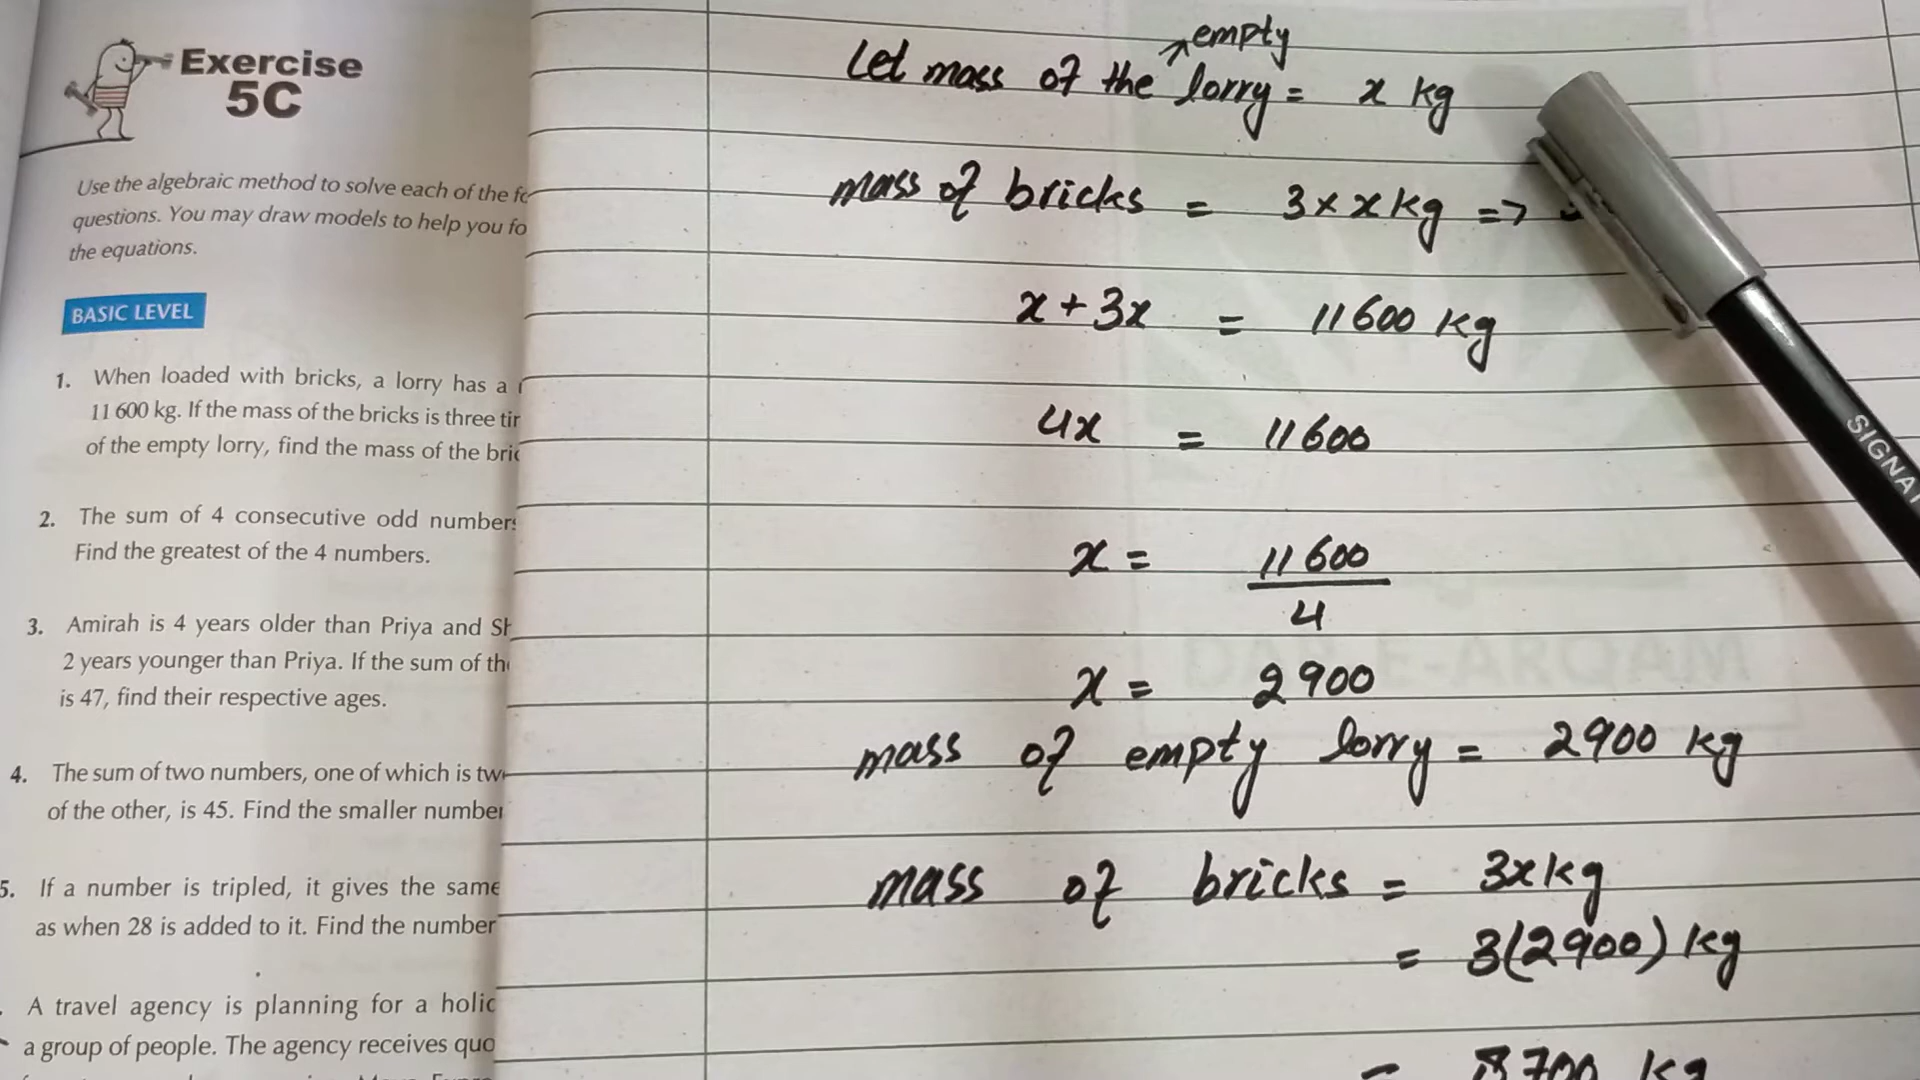 Exercise
5C
Use the algebraic method to solve each of the
questions. You may draw models to help you
the equations.
BASIC LEVEL
1. When loaded with bricks, a lorry has a
11 600 kg. If the mass of the bricks is three
of the empty lorry, find the mass of the
2. The sum of 4 consecutive odd numbers
Find the greatest of the 4 numbers.
3. Amirah is 4 years older than Priya and
2 years younger than Priya. If the sum of
is 47, find their respective ages.
4. The sum of two numbers, one of which is
of the other, is 45. Find the smaller number
5. If a number is tripled, it gives the same
as when 28 is added to it. Find the number
A travel agency is planning for a
a group of people. The agency receives
empty
Let mass of the lorry = x kg
mass of bricks = 3 × x kg =>
x + 3x = 11600 kg
4x = 11600
x = 11600
4
x = 2900
mass of empty lorry = 2900 kg
mass of bricks = 3x kg
= 3(2900) kg
= 8700 kg
SIGNA
DAR-E-ARQAM